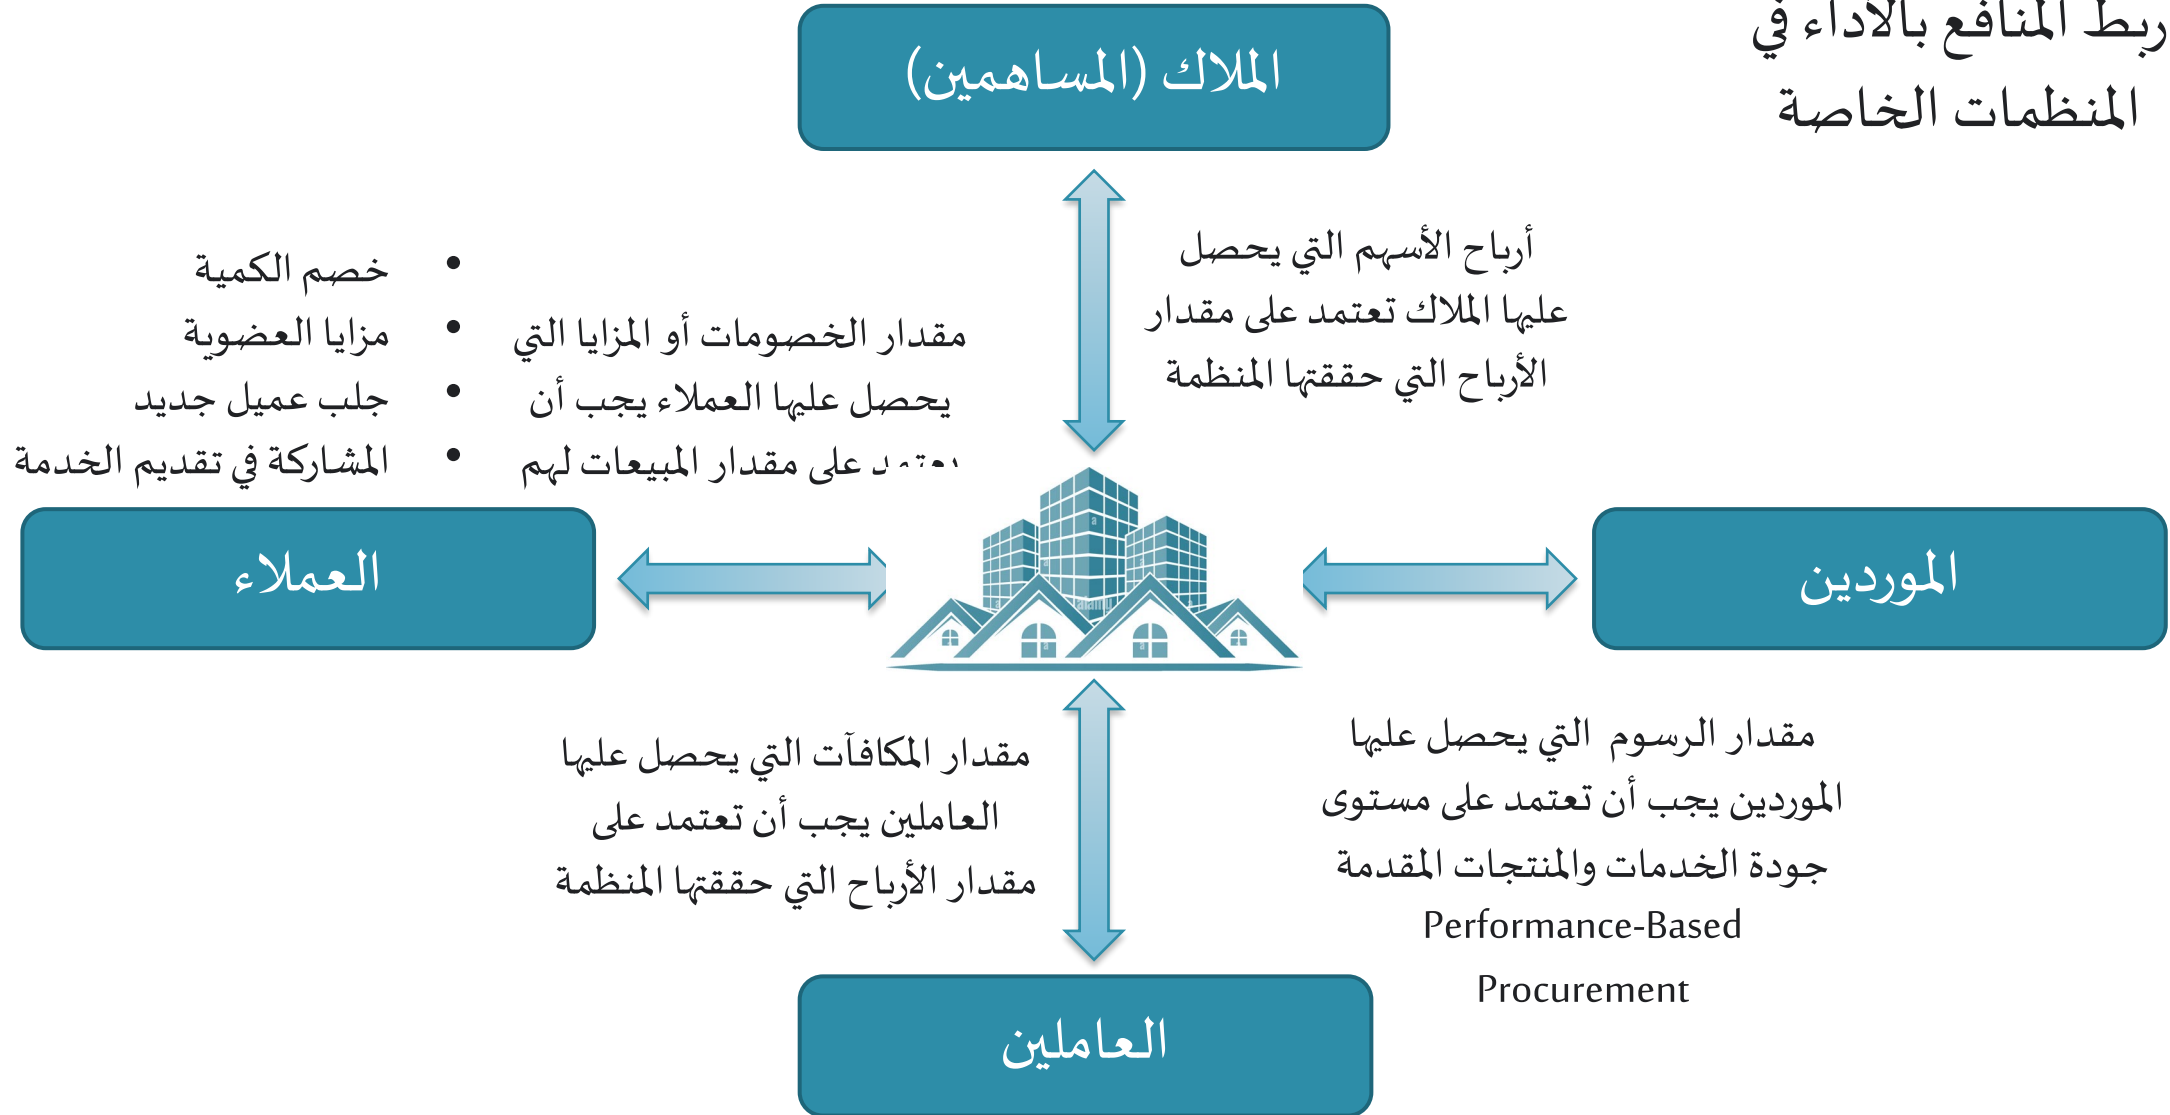 ربط المنافع بالأداء في
المنظمات الخاصة
الملاك (المساهمين)
أرباح الأسهم التي يحصل
عليها الملاك تعتمد على مقدار
الأرباح التي حققتها المنظمة
مقدار الخصومات أو المزايا التي
يحصل عليها العملاء يجب أن
يعتمد على مقدار المبيعات لهم
• خصم الكمية
• مزايا العضوية
• جلب عميل جديد
• المشاركة في تقديم الخدمة
الموردين
العملاء
مقدار الرسوم التي يحصل عليها
الموردين يجب أن تعتمد على مستوى
جودة الخدمات والمنتجات المقدمة
Performance-Based
Procurement
مقدار المكافآت التي يحصل عليها
العاملين يجب أن تعتمد على
مقدار الأرباح التي حققتها المنظمة
العاملين